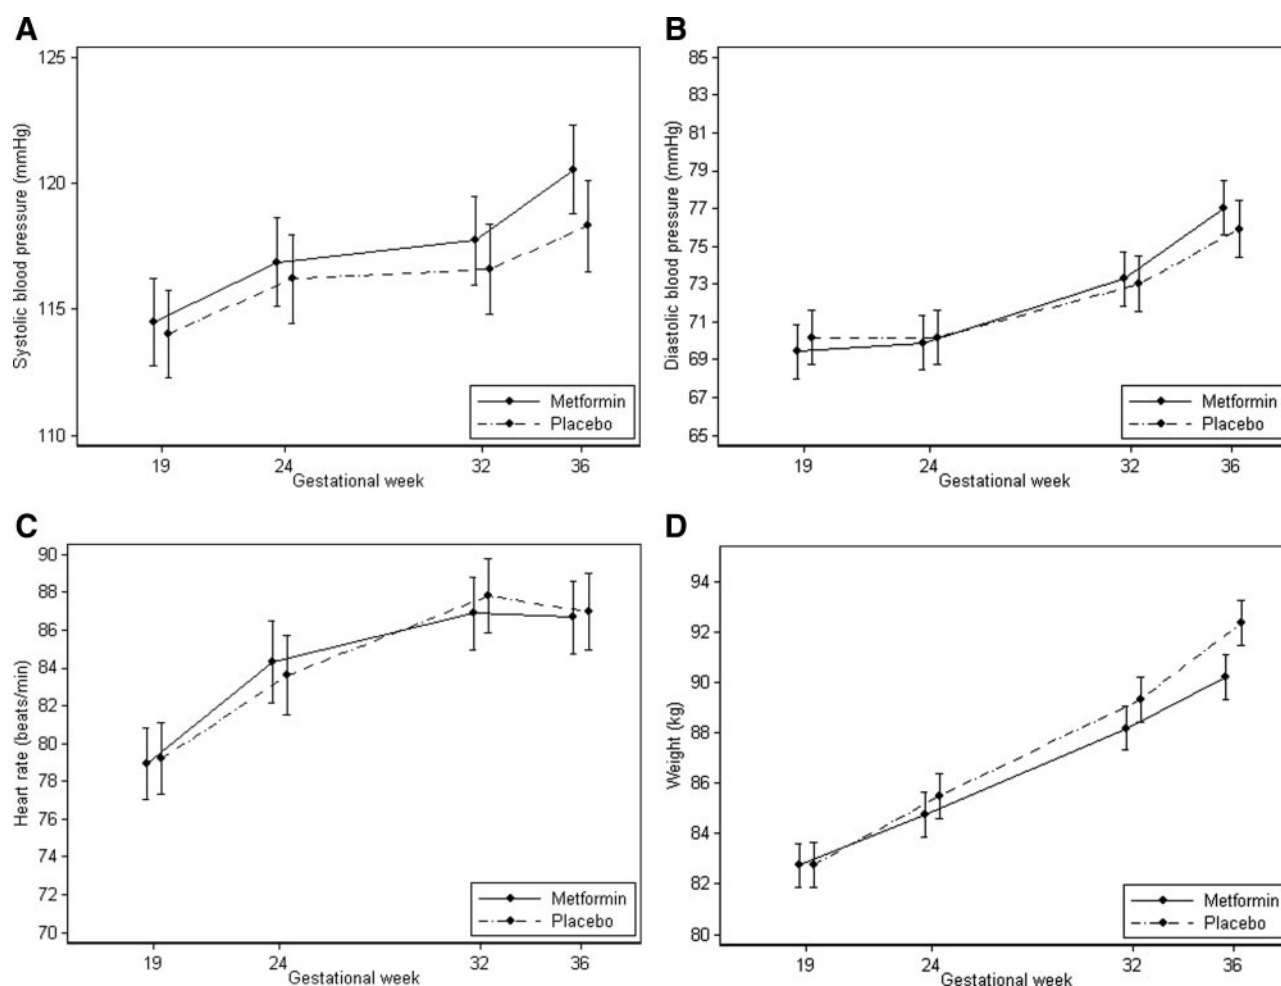 A
Systolic blood pressure (mmHg)
125
120
115
110
Metformin
Placebo
19 24 32 36
Gestational week
B
Diastolic blood pressure (mmHg)
85
83
81
79
77
75
73
71
69
67
65
Metformin
Placebo
19 24 32 36
Gestational week
C
Heart rate (beats/min)
90
88
86
84
82
80
78
76
74
72
70
Metformin
Placebo
19 24 32 36
Gestational week
D
Weight (kg)
94
92
90
88
86
84
82
80
Metformin
Placebo
19 24 32 36
Gestational week